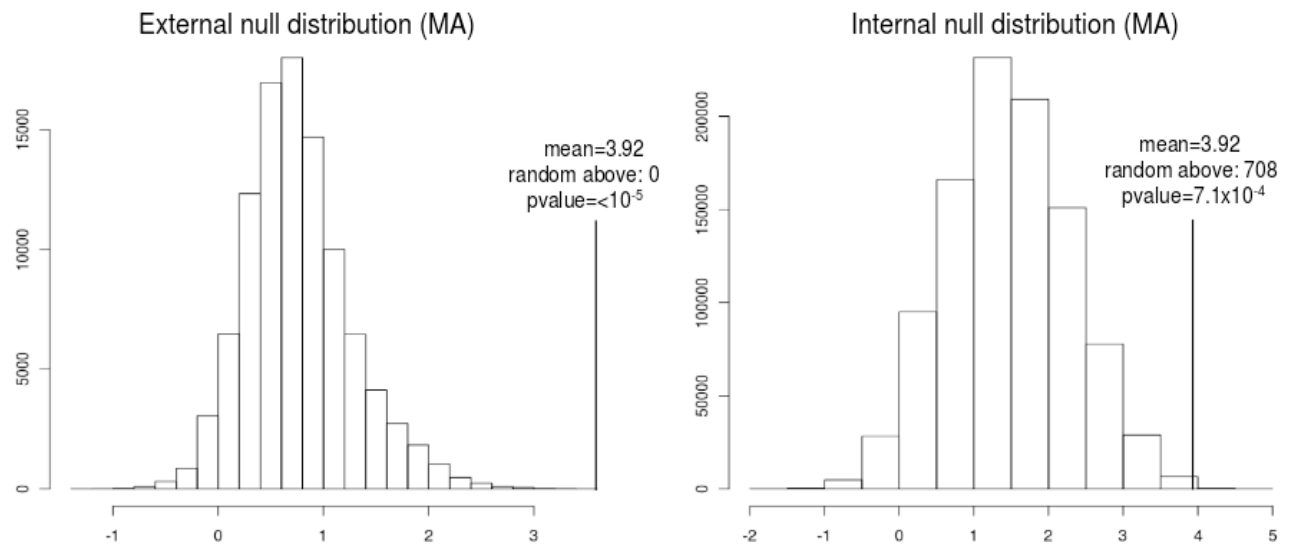 External null distribution (MA)
15000
10000
5000
0
-1 0 1 2 3
mean=3.92
random above: 0
pvalue=<10⁻⁵
Internal null distribution (MA)
200000
150000
100000
50000
0
-2 -1 0 1 2 3 4 5
mean=3.92
random above: 708
pvalue=7.1x10⁻⁴